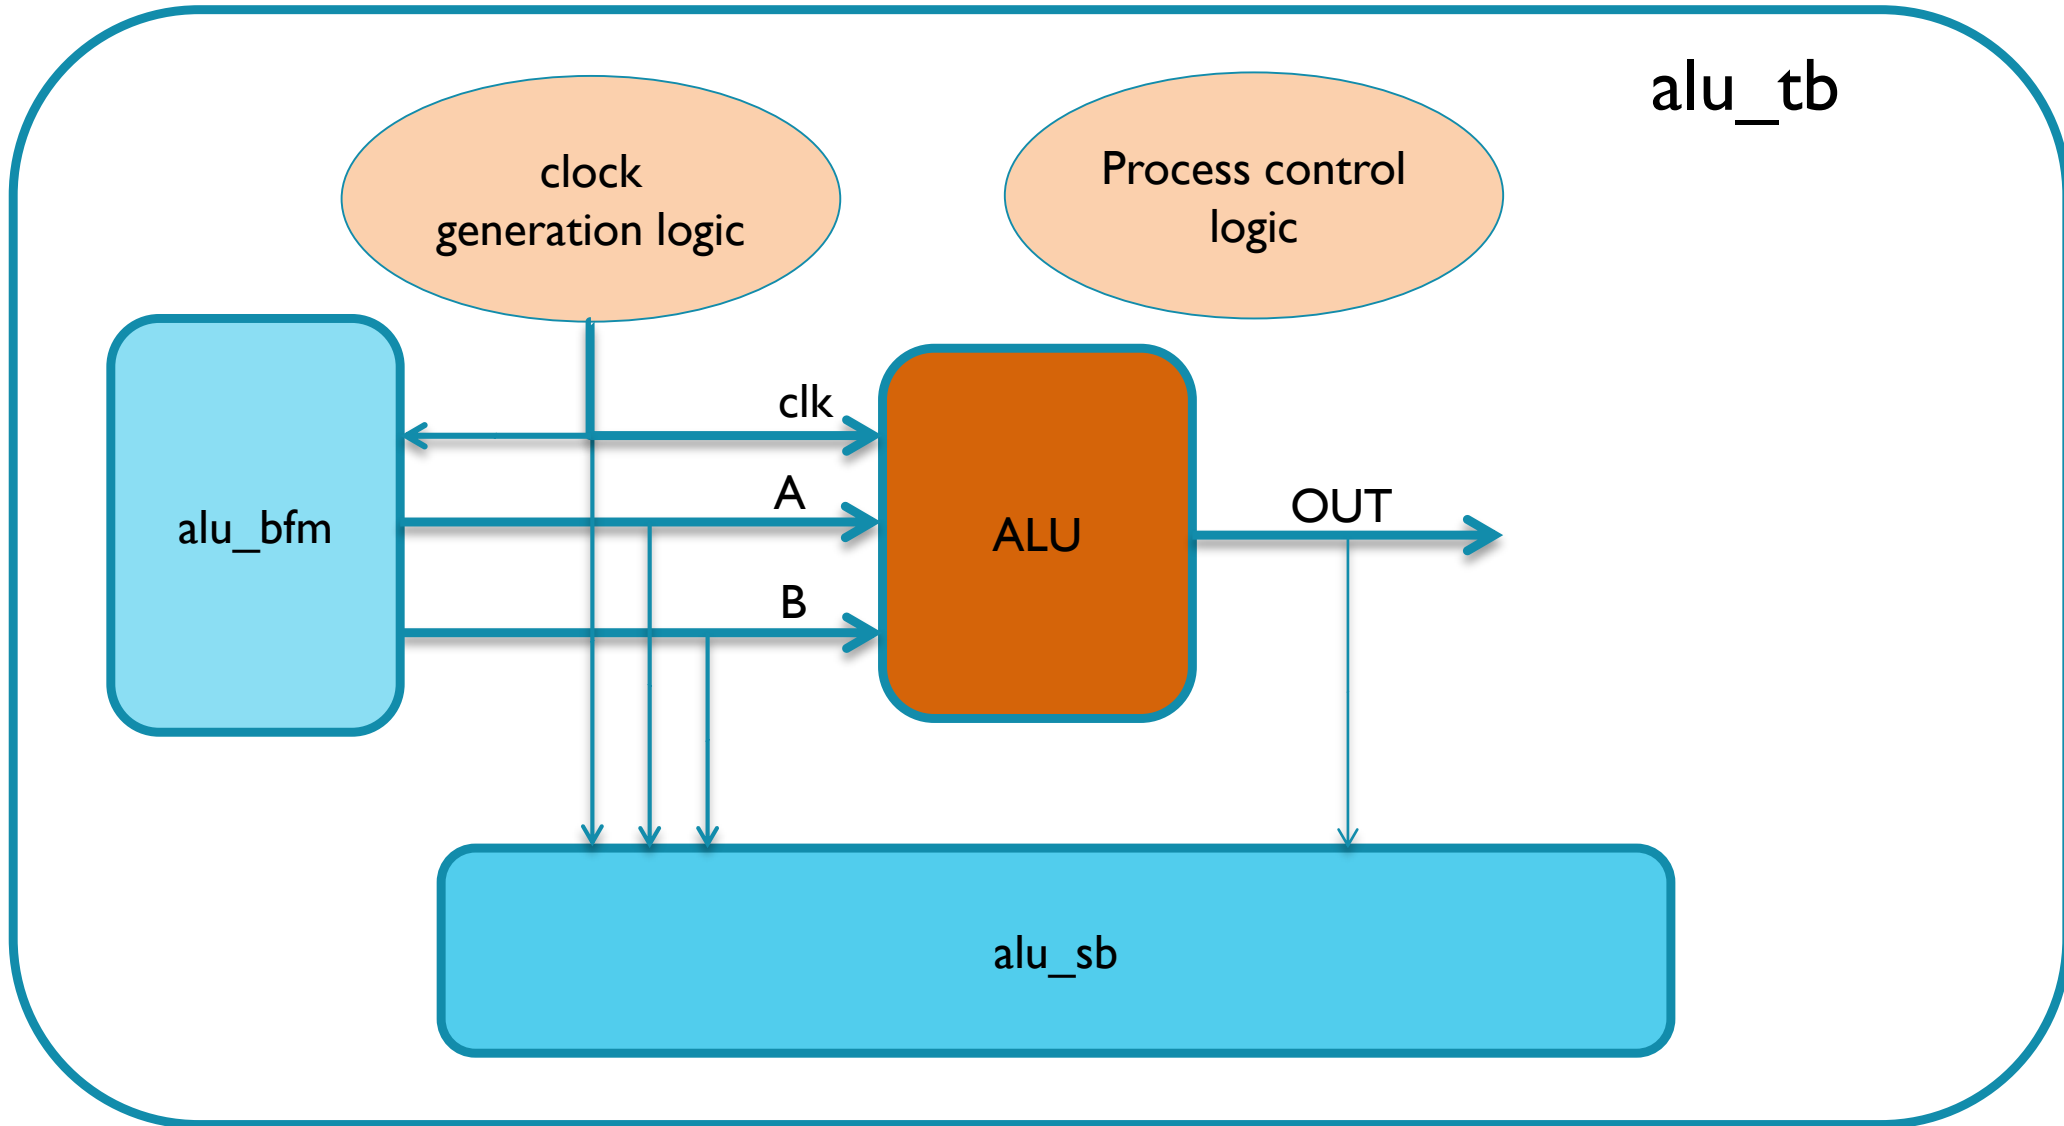 alu_tb
clock
generation logic
Process control
logic
clk
A
OUT
alu_bfm
ALU
B
alu_sb